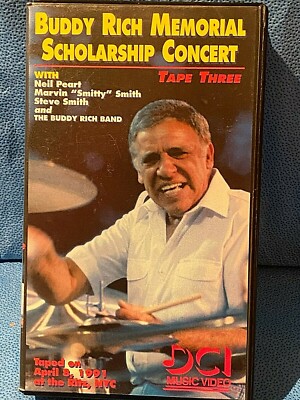 BUDDY RICH MEMORIAL
SCHOLARSHIP CONCERT
TAPE THREE
WITH
Neil Peart
Marvin "Smitty" Smith
Steve Smith
and
THE BUDDY RICH BAND
Taped on
April 8, 1991
at the Ritz, NYC
DCI
MUSIC VIDEO